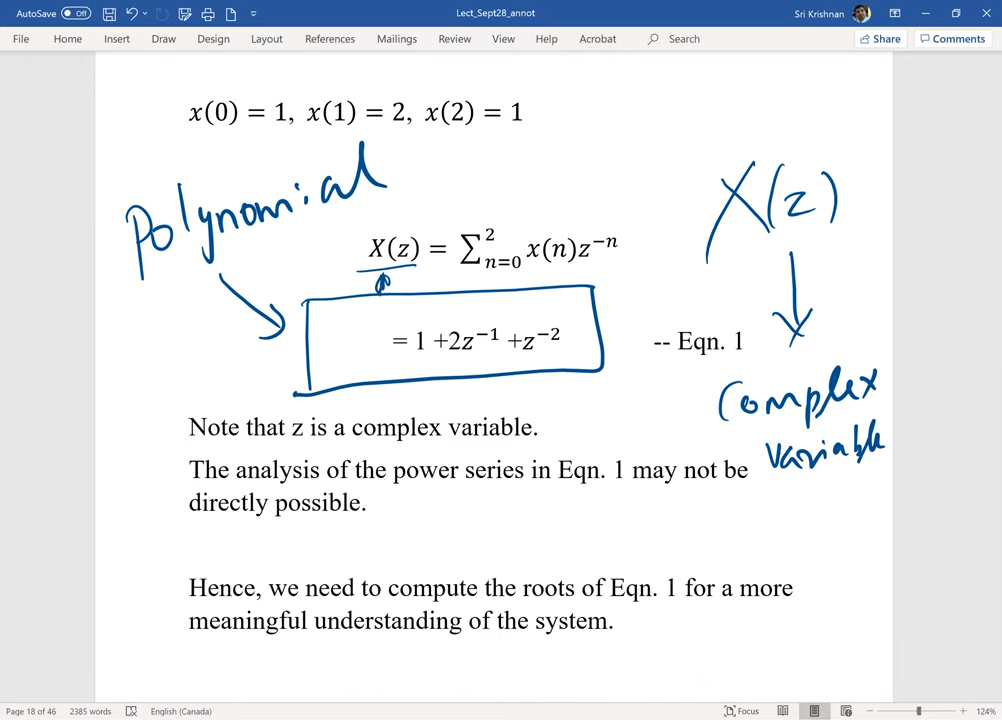 AutoSave Off Lect_Sept28_annot Sri Krishnan
File Home Insert Draw Design Layout References Mailings Review View Help Acrobat Search Share Comments
x(0) = 1, x(1) = 2, x(2) = 1
Polynomial
X(z)
X(z) = ∑²ₙ₌₀ x(n)z⁻ⁿ
= 1 +2z⁻¹ +z⁻² -- Eqn. 1
Complex
variable
Note that z is a complex variable.
The analysis of the power series in Eqn. 1 may not be
directly possible.
Hence, we need to compute the roots of Eqn. 1 for a more
meaningful understanding of the system.
Page 18 of 46 2385 words English (Canada) Focus 124%